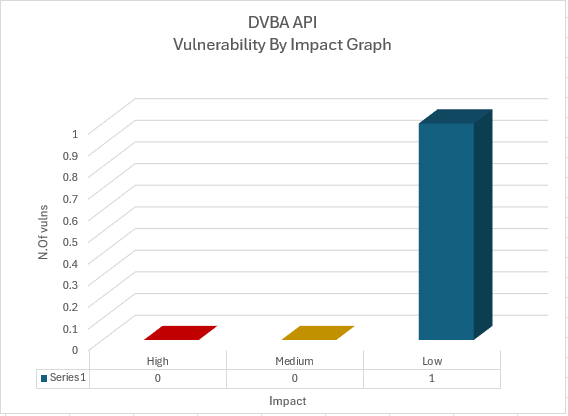 DVBA API
Vulnerability By Impact Graph
N.Of vulns
1
0.9
0.8
0.7
0.6
0.5
0.4
0.3
0.2
0.1
0
High Medium Low
Series1 0 0 1
Impact